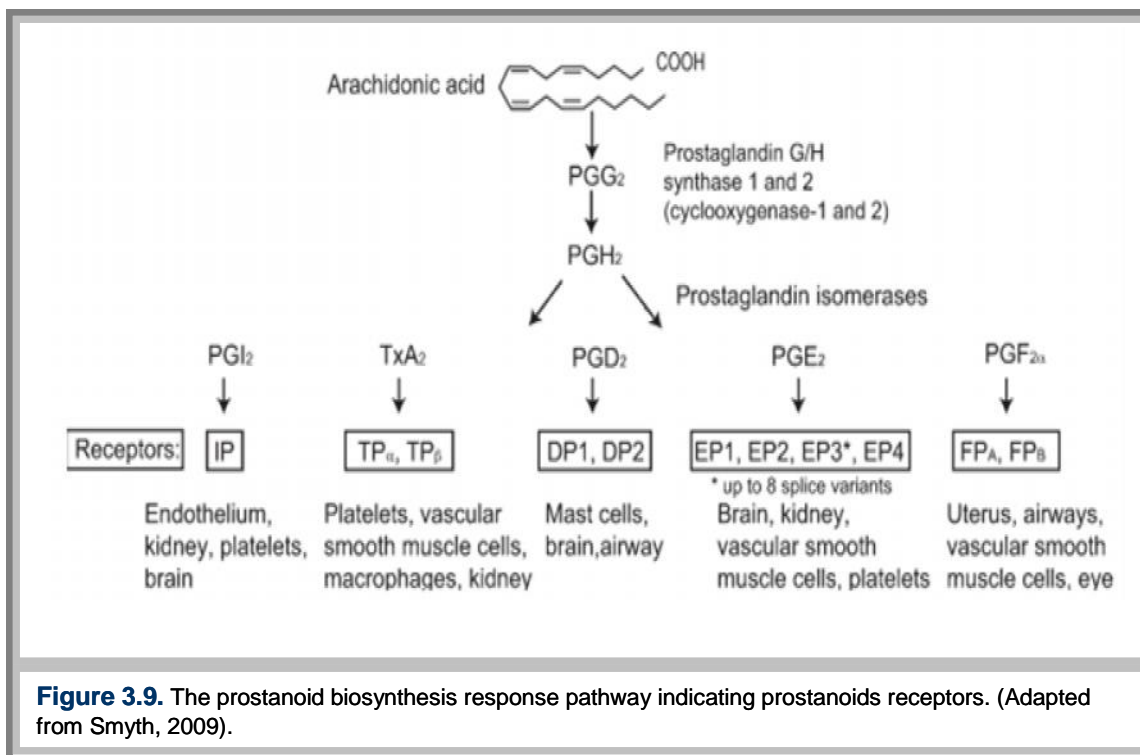 COOH
Arachidonic acid
Prostaglandin G/H
synthase 1 and 2
(cyclooxygenase-1 and 2)
PGG₂
PGH₂
Prostaglandin isomerases
PGI₂ TxA₂ PGD₂ PGE₂ PGF₂α
Receptors: IP TPα, TPβ DP1, DP2 EP1, EP2, EP3*, EP4 FPA, FPB
* up to 8 splice variants
Endothelium,
kidney, platelets,
brain
Platelets, vascular
smooth muscle cells,
macrophages, kidney
Mast cells,
brain,airway
Brain, kidney,
vascular smooth
muscle cells, platelets
Uterus, airways,
vascular smooth
muscle cells, eye
Figure 3.9. The prostanoid biosynthesis response pathway indicating prostanoids receptors. (Adapted
from Smyth, 2009).